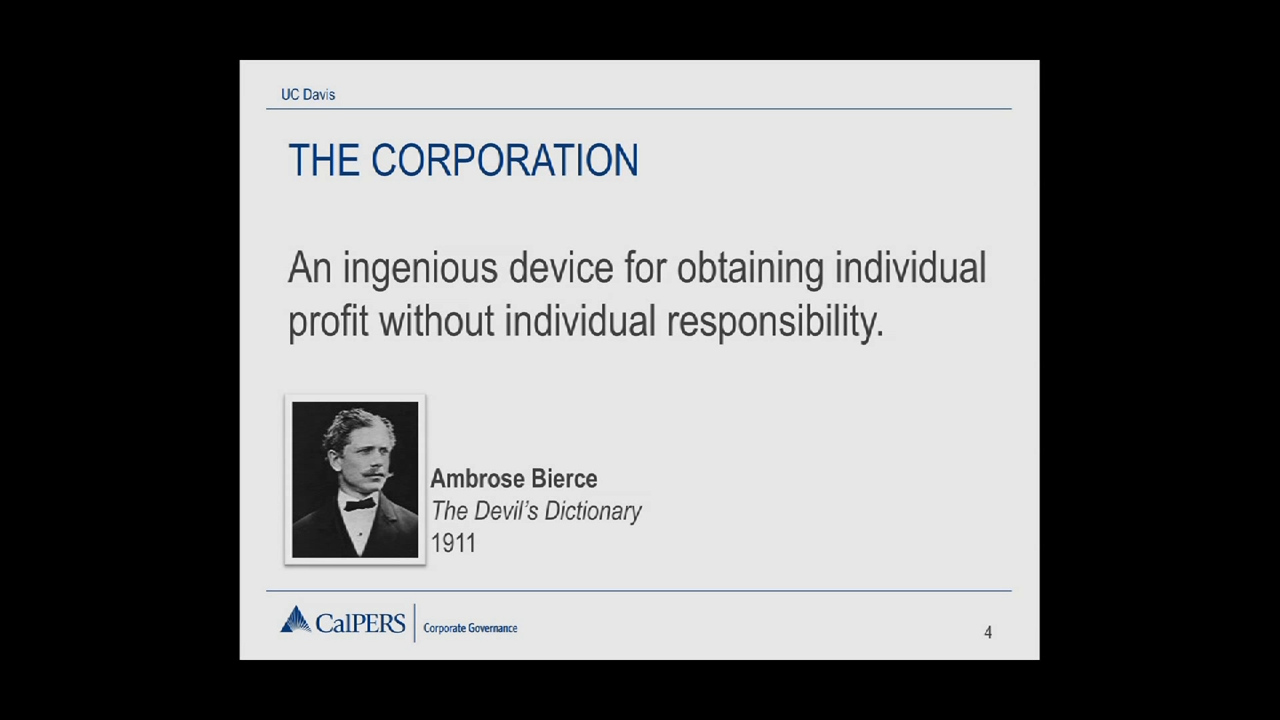 UC Davis
THE CORPORATION
An ingenious device for obtaining individual
profit without individual responsibility.
Ambrose Bierce
The Devil's Dictionary
1911
CalPERS
Corporate Governance
4